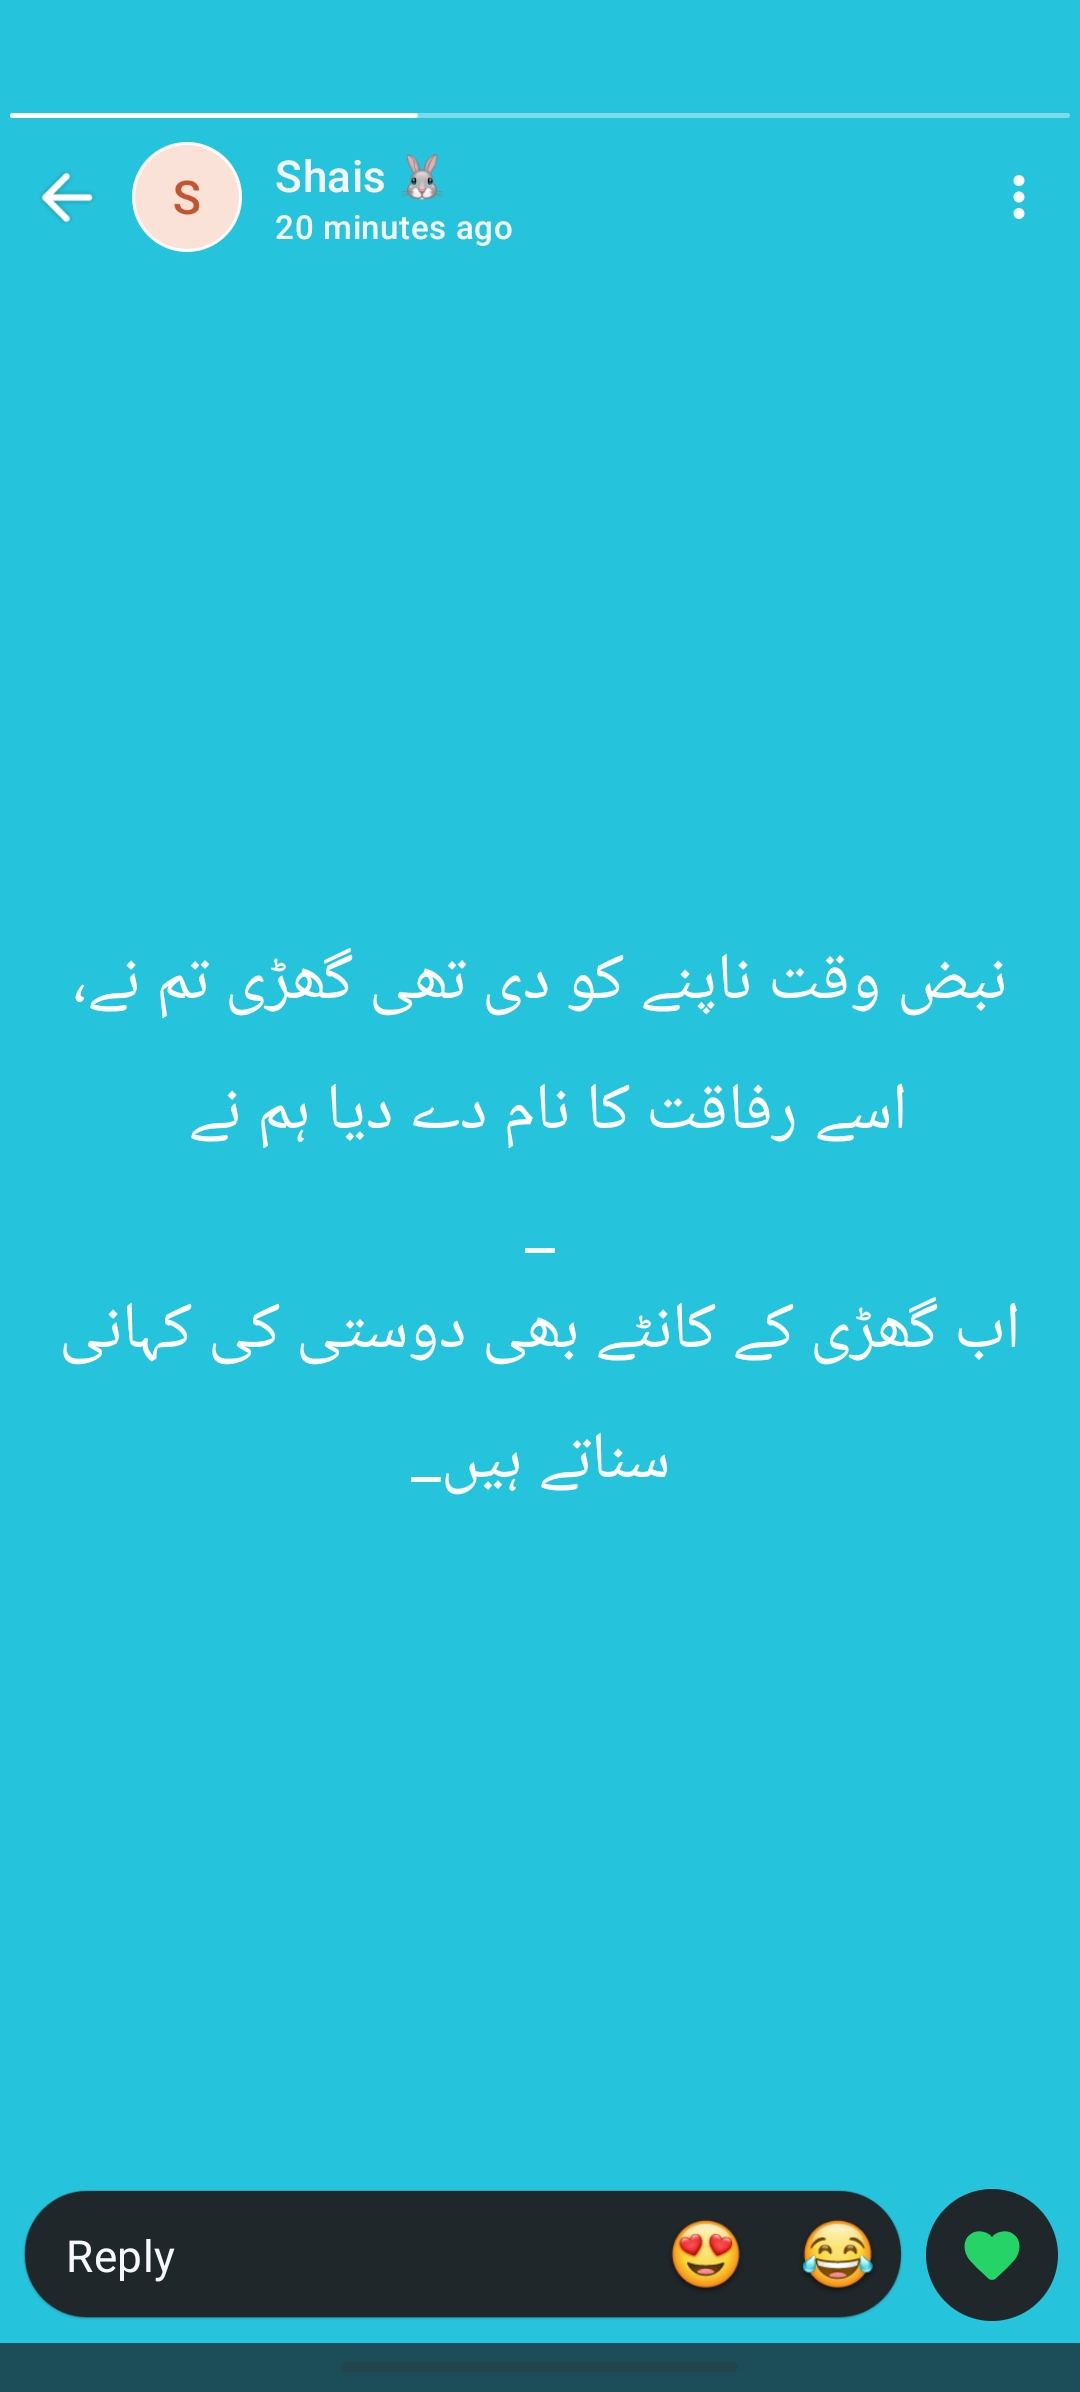 Shais 🐰
20 minutes ago
S
نبض وقت ناپنے کو دی تھی گھڑی تم نے،
اسے رفاقت کا نام دے دیا ہم نے
_
اب گھڑی کے کانٹے بھی دوستی کی کہانی
سناتے ہیں_
Reply 😍 😂